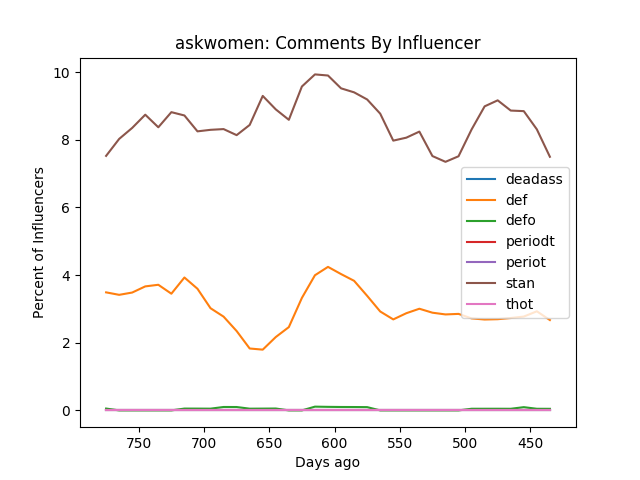 askwomen: Comments By Influencer
Percent of Influencers
10
8
6
4
2
0
deadass
def
defo
periodt
periot
stan
thot
750
700
650
600
550
500
450
Days ago